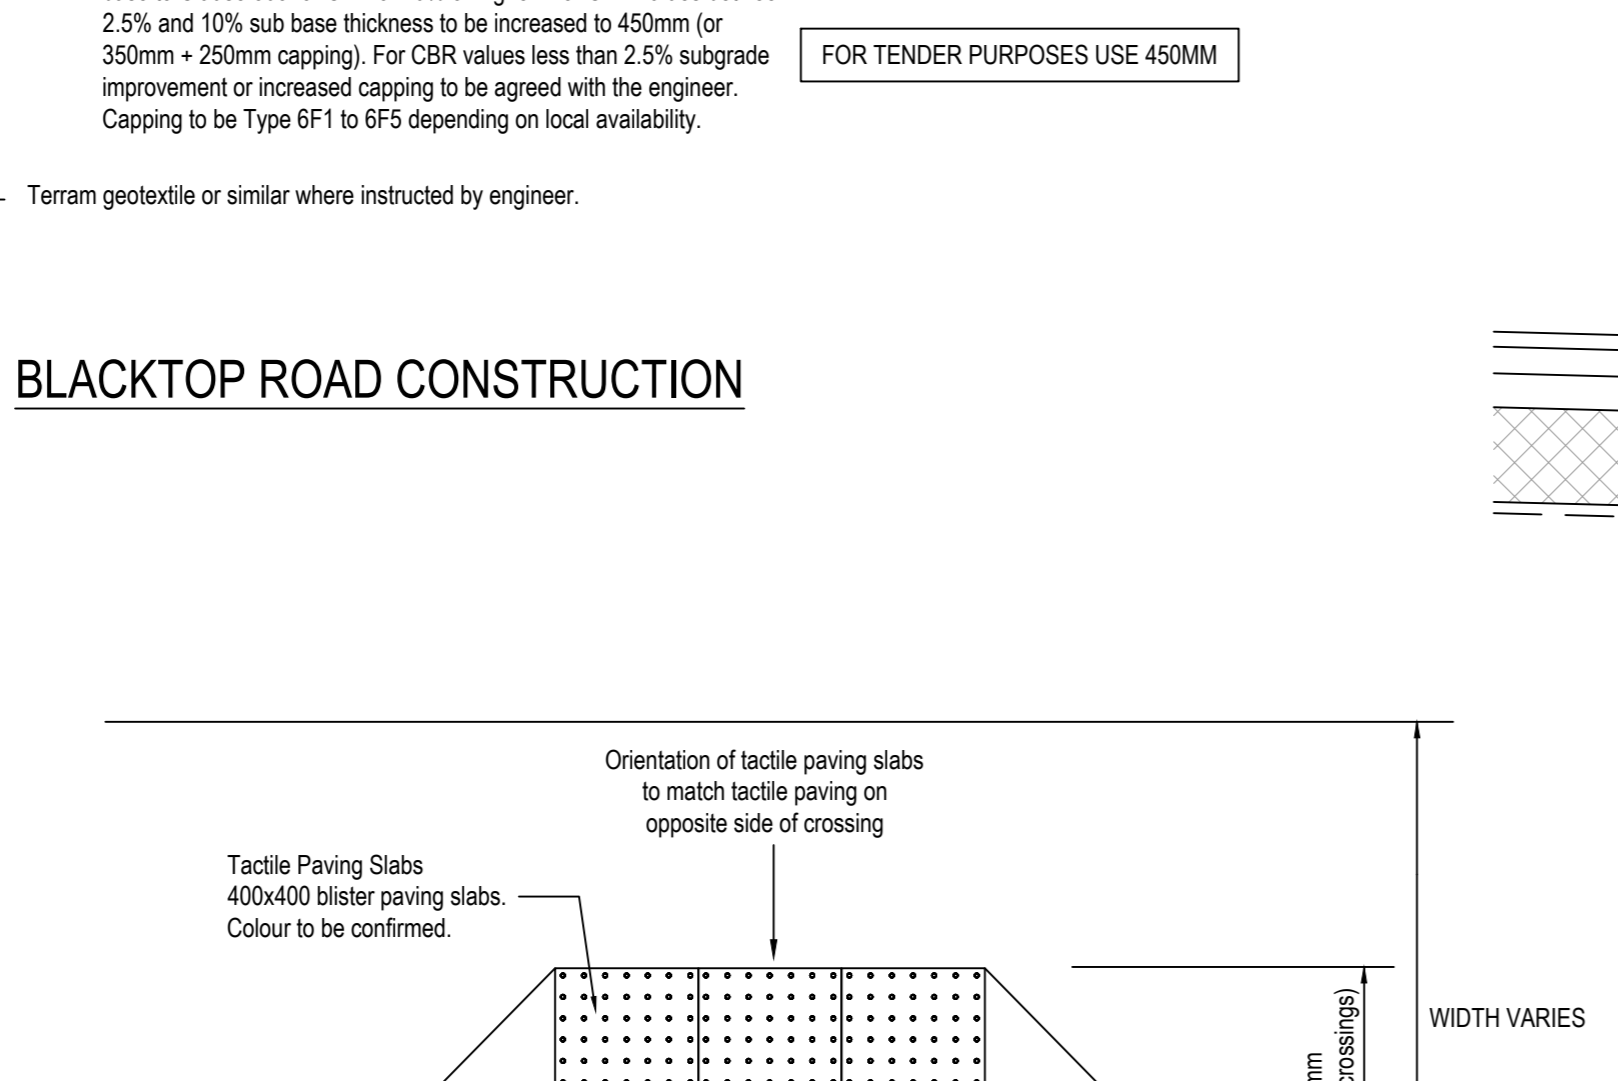 2.5% and 10% sub base thickness to be increased to 450mm (or
350mm + 250mm capping). For CBR values less than 2.5% subgrade
improvement or increased capping to be agreed with the engineer.
Capping to be Type 6F1 to 6F5 depending on local availability.
FOR TENDER PURPOSES USE 450MM
Terram geotextile or similar where instructed by engineer.
BLACKTOP ROAD CONSTRUCTION
Orientation of tactile paving slabs
to match tactile paving on
opposite side of crossing
Tactile Paving Slabs
400x400 blister paving slabs.
Colour to be confirmed.
WIDTH VARIES
mm
crossings)